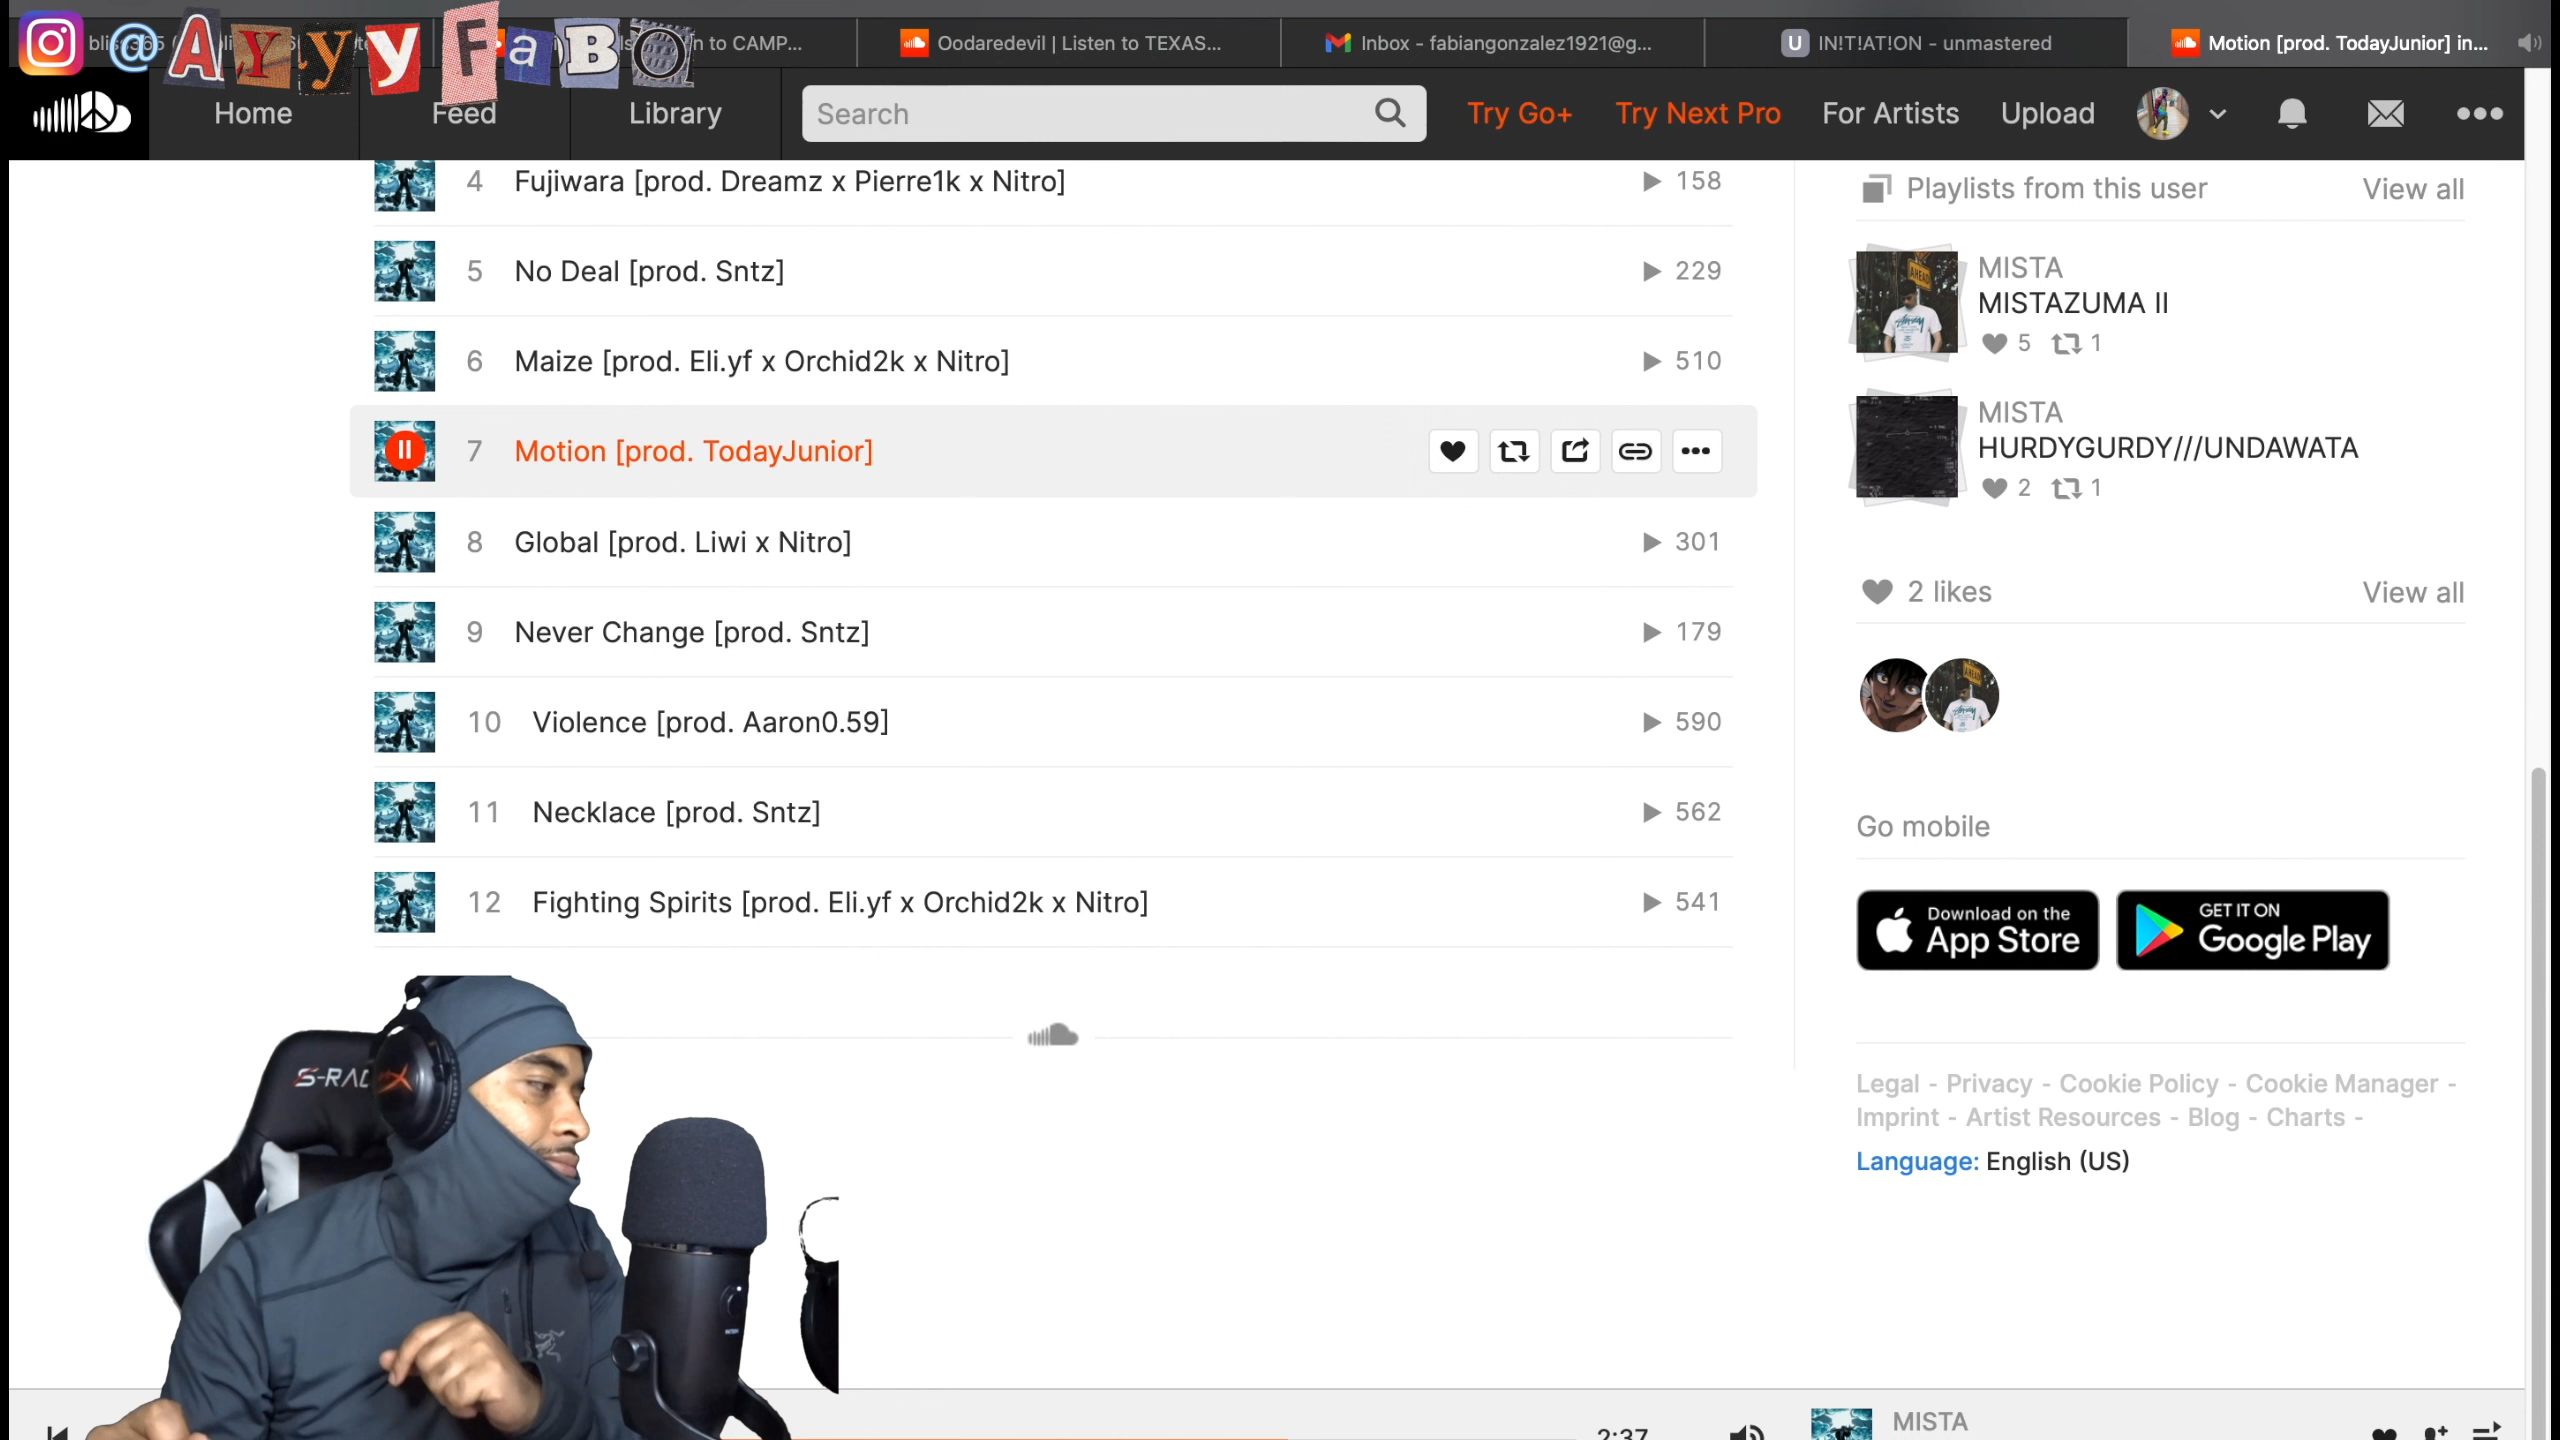 @AYyyFaBO
n to CAMP...
Oodaredevil | Listen to TEXAS...
Inbox - fabiangonzalez1921@g...
U IN!T!AT!ON - unmastered
Motion [prod. TodayJunior] in...
Home
Feed
Library
Search
Try Go+
Try Next Pro
For Artists
Upload
4 Fujiwara [prod. Dreamz x Pierre1k x Nitro] 158
5 No Deal [prod. Sntz] 229
6 Maize [prod. Eli.yf x Orchid2k x Nitro] 510
7 Motion [prod. TodayJunior]
8 Global [prod. Liwi x Nitro] 301
9 Never Change [prod. Sntz] 179
10 Violence [prod. Aaron0.59] 590
11 Necklace [prod. Sntz] 562
12 Fighting Spirits [prod. Eli.yf x Orchid2k x Nitro] 541
Playlists from this user View all
MISTA
MISTAZUMA II
5 1
MISTA
HURDYGURDY///UNDAWATA
2 1
2 likes View all
Go mobile
Download on the
App Store
GET IT ON
Google Play
Legal - Privacy - Cookie Policy - Cookie Manager -
Imprint - Artist Resources - Blog - Charts -
Language: English (US)
S-RAC
2:37
MISTA